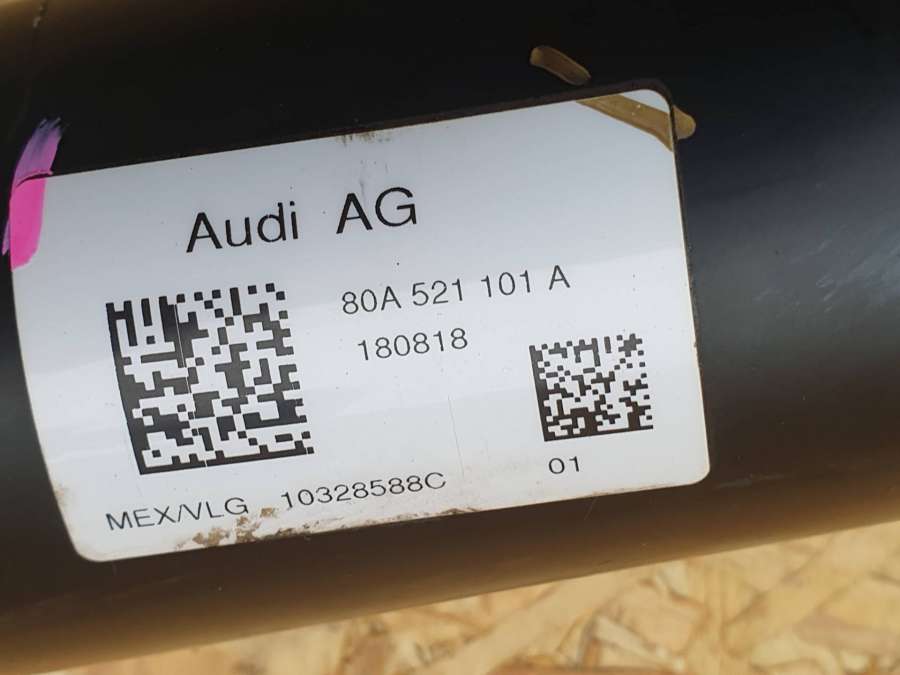 Audi AG
80A 521 101 A
180818
01
MEX/VLG 10328588C